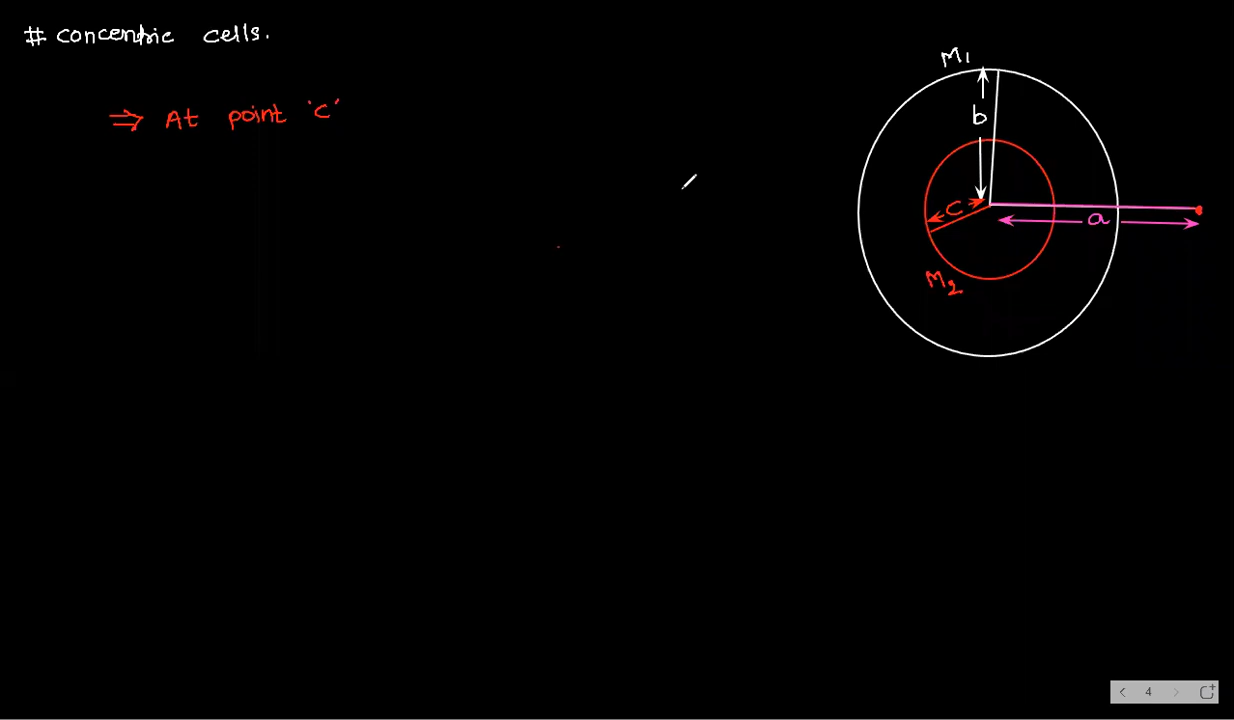 # concentric cells.
⇒ At point 'c'
M1
b
c
a
M2
4